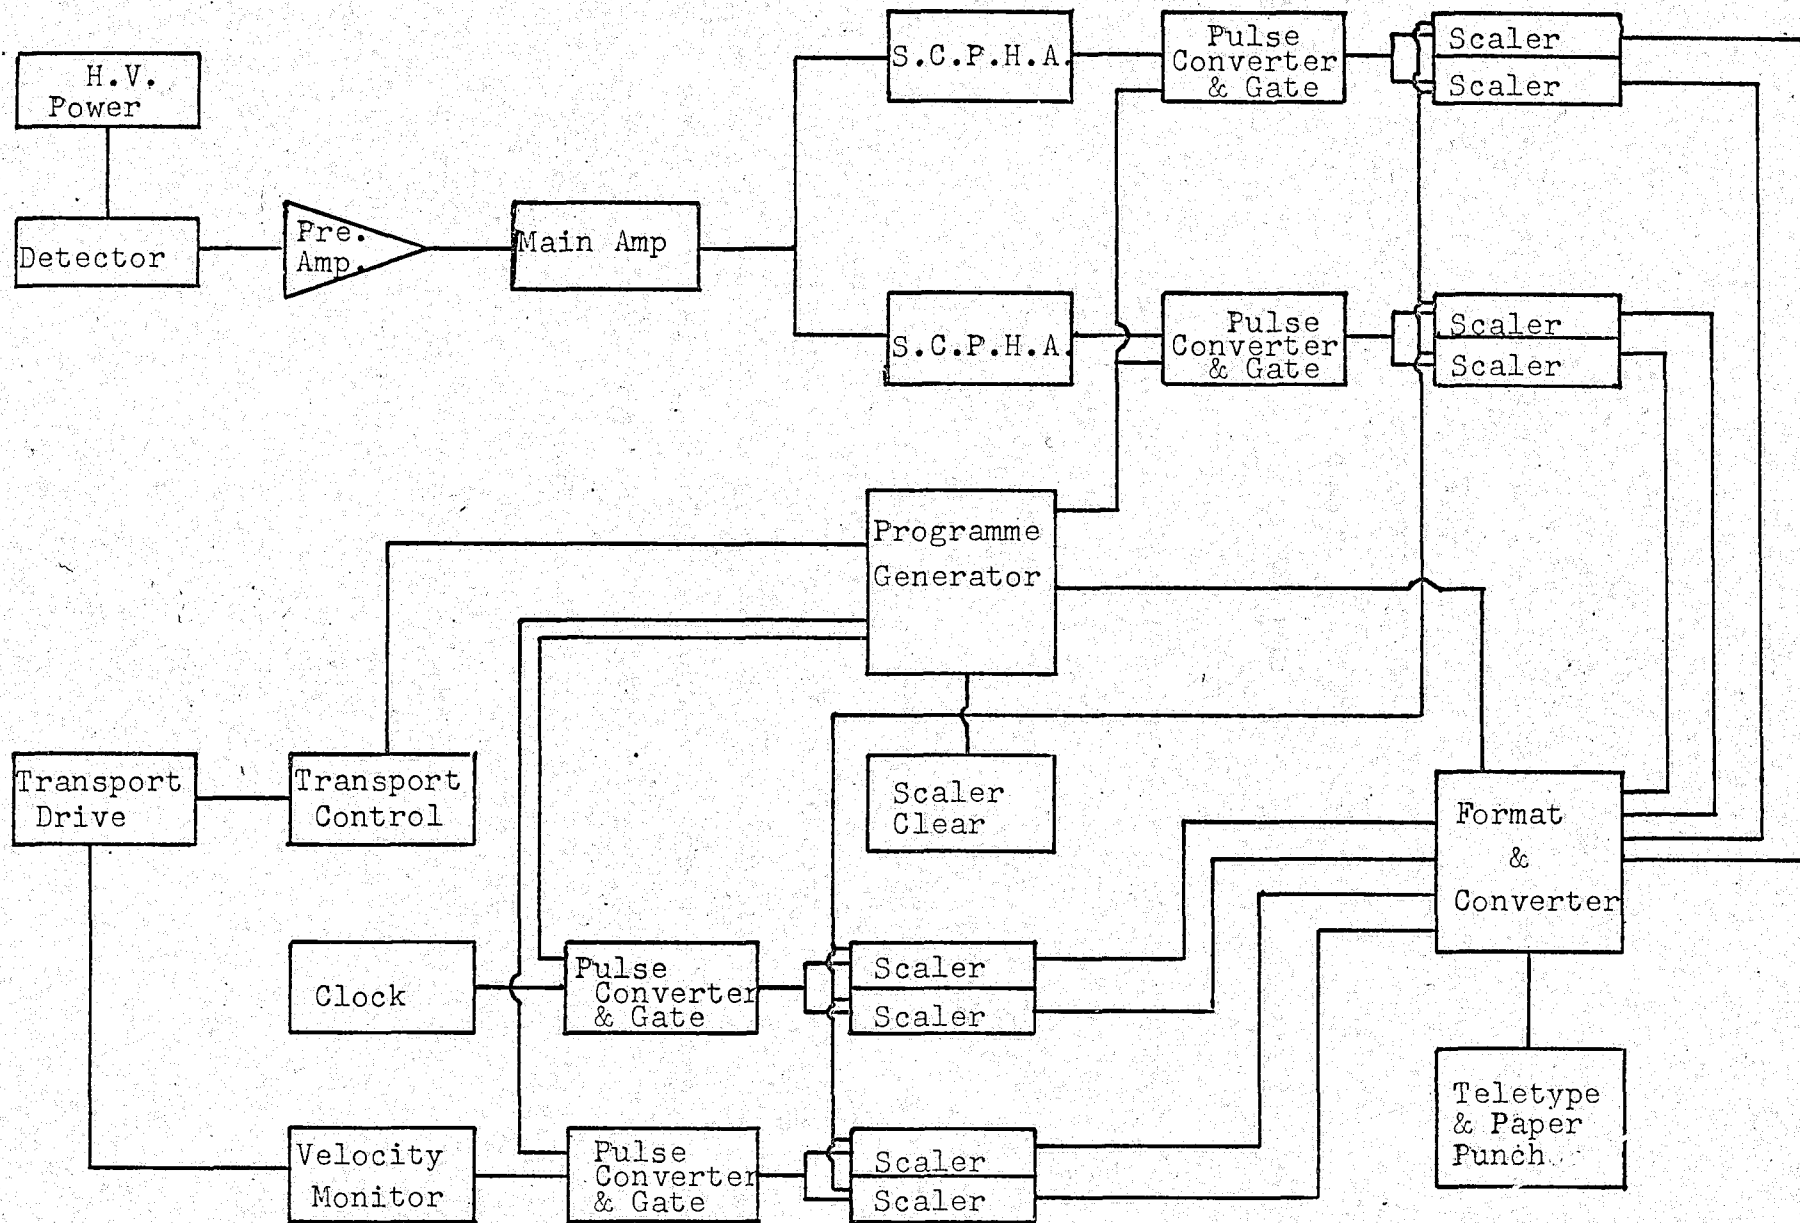 H.V.
Power
Detector
Pre.
Amp.
Main Amp
S.C.P.H.A.
Pulse
Converter
& Gate
Scaler
Scaler
S.C.P.H.A.
Pulse
Converter
& Gate
Scaler
Scaler
Programme
Generator
Transport
Drive
Transport
Control
Scaler
Clear
Format
&
Converter
Clock
Pulse
Converter
& Gate
Scaler
Scaler
Velocity
Monitor
Pulse
Converter
& Gate
Scaler
Scaler
Teletype
& Paper
Punch